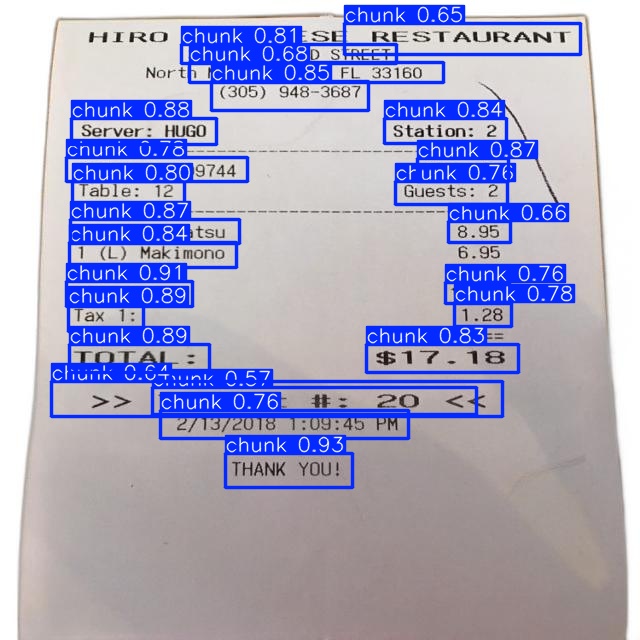 chunk 0.65
HIRO chunk 0.81 RESTAURANT
chunk 0.68 STREET
North chunk 0.85 FL 33160
(305) 948-3687
chunk 0.88 chunk 0.84
Server: HUGO Station: 2
chunk 0.78 chunk 0.87
chunk 0.80 9744 chunk 0.76
Table: 12 Guests: 2
chunk 0.87 chunk 0.66
chunk 0.84 8.95
1 (L) Makimono 6.95
chunk 0.91 chunk 0.76
chunk 0.89 chunk 0.78
Tax 1: 1.28
chunk 0.89 chunk 0.83
TOTAL: $17.18
chunk 0.64 chunk 0.57
chunk 0.76
>> #: 20 <<
2/13/2018 1:09:45 PM
chunk 0.93
THANK YOU!